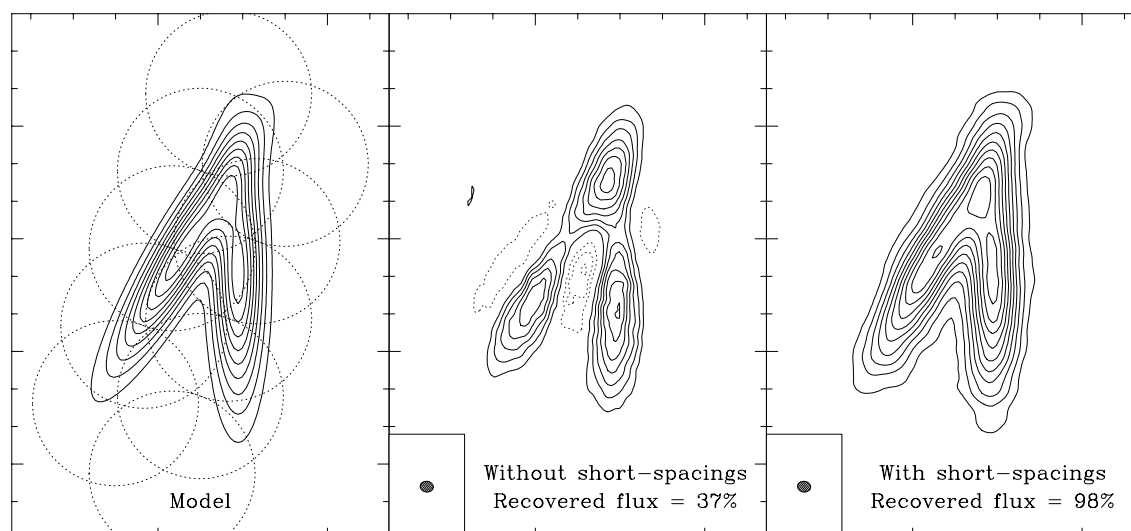 Model
Without short-spacings
Recovered flux = 37%
With short-spacings
Recovered flux = 98%